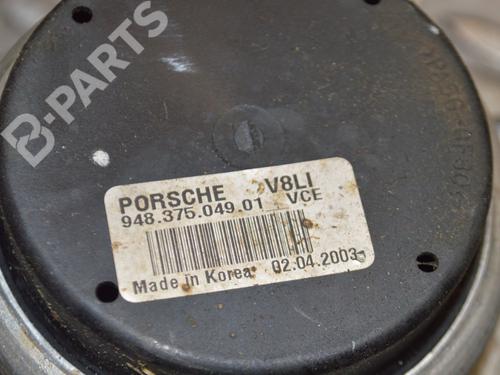 B-PARTS
PORSCHE V8LI
948.375.049.01 VCE
Made in Korea 02.04.2003